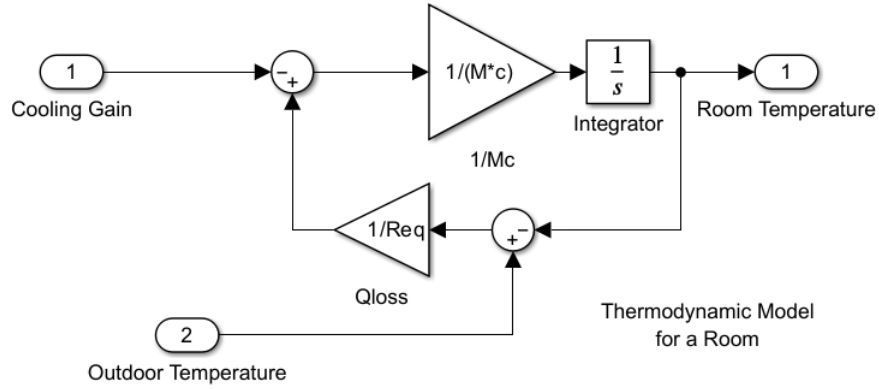 1
Cooling Gain
-
+
1/(M*c)
1/Mc
1
s
Integrator
1
Room Temperature
1/Req
Qloss
-
+
2
Outdoor Temperature
Thermodynamic Model
for a Room